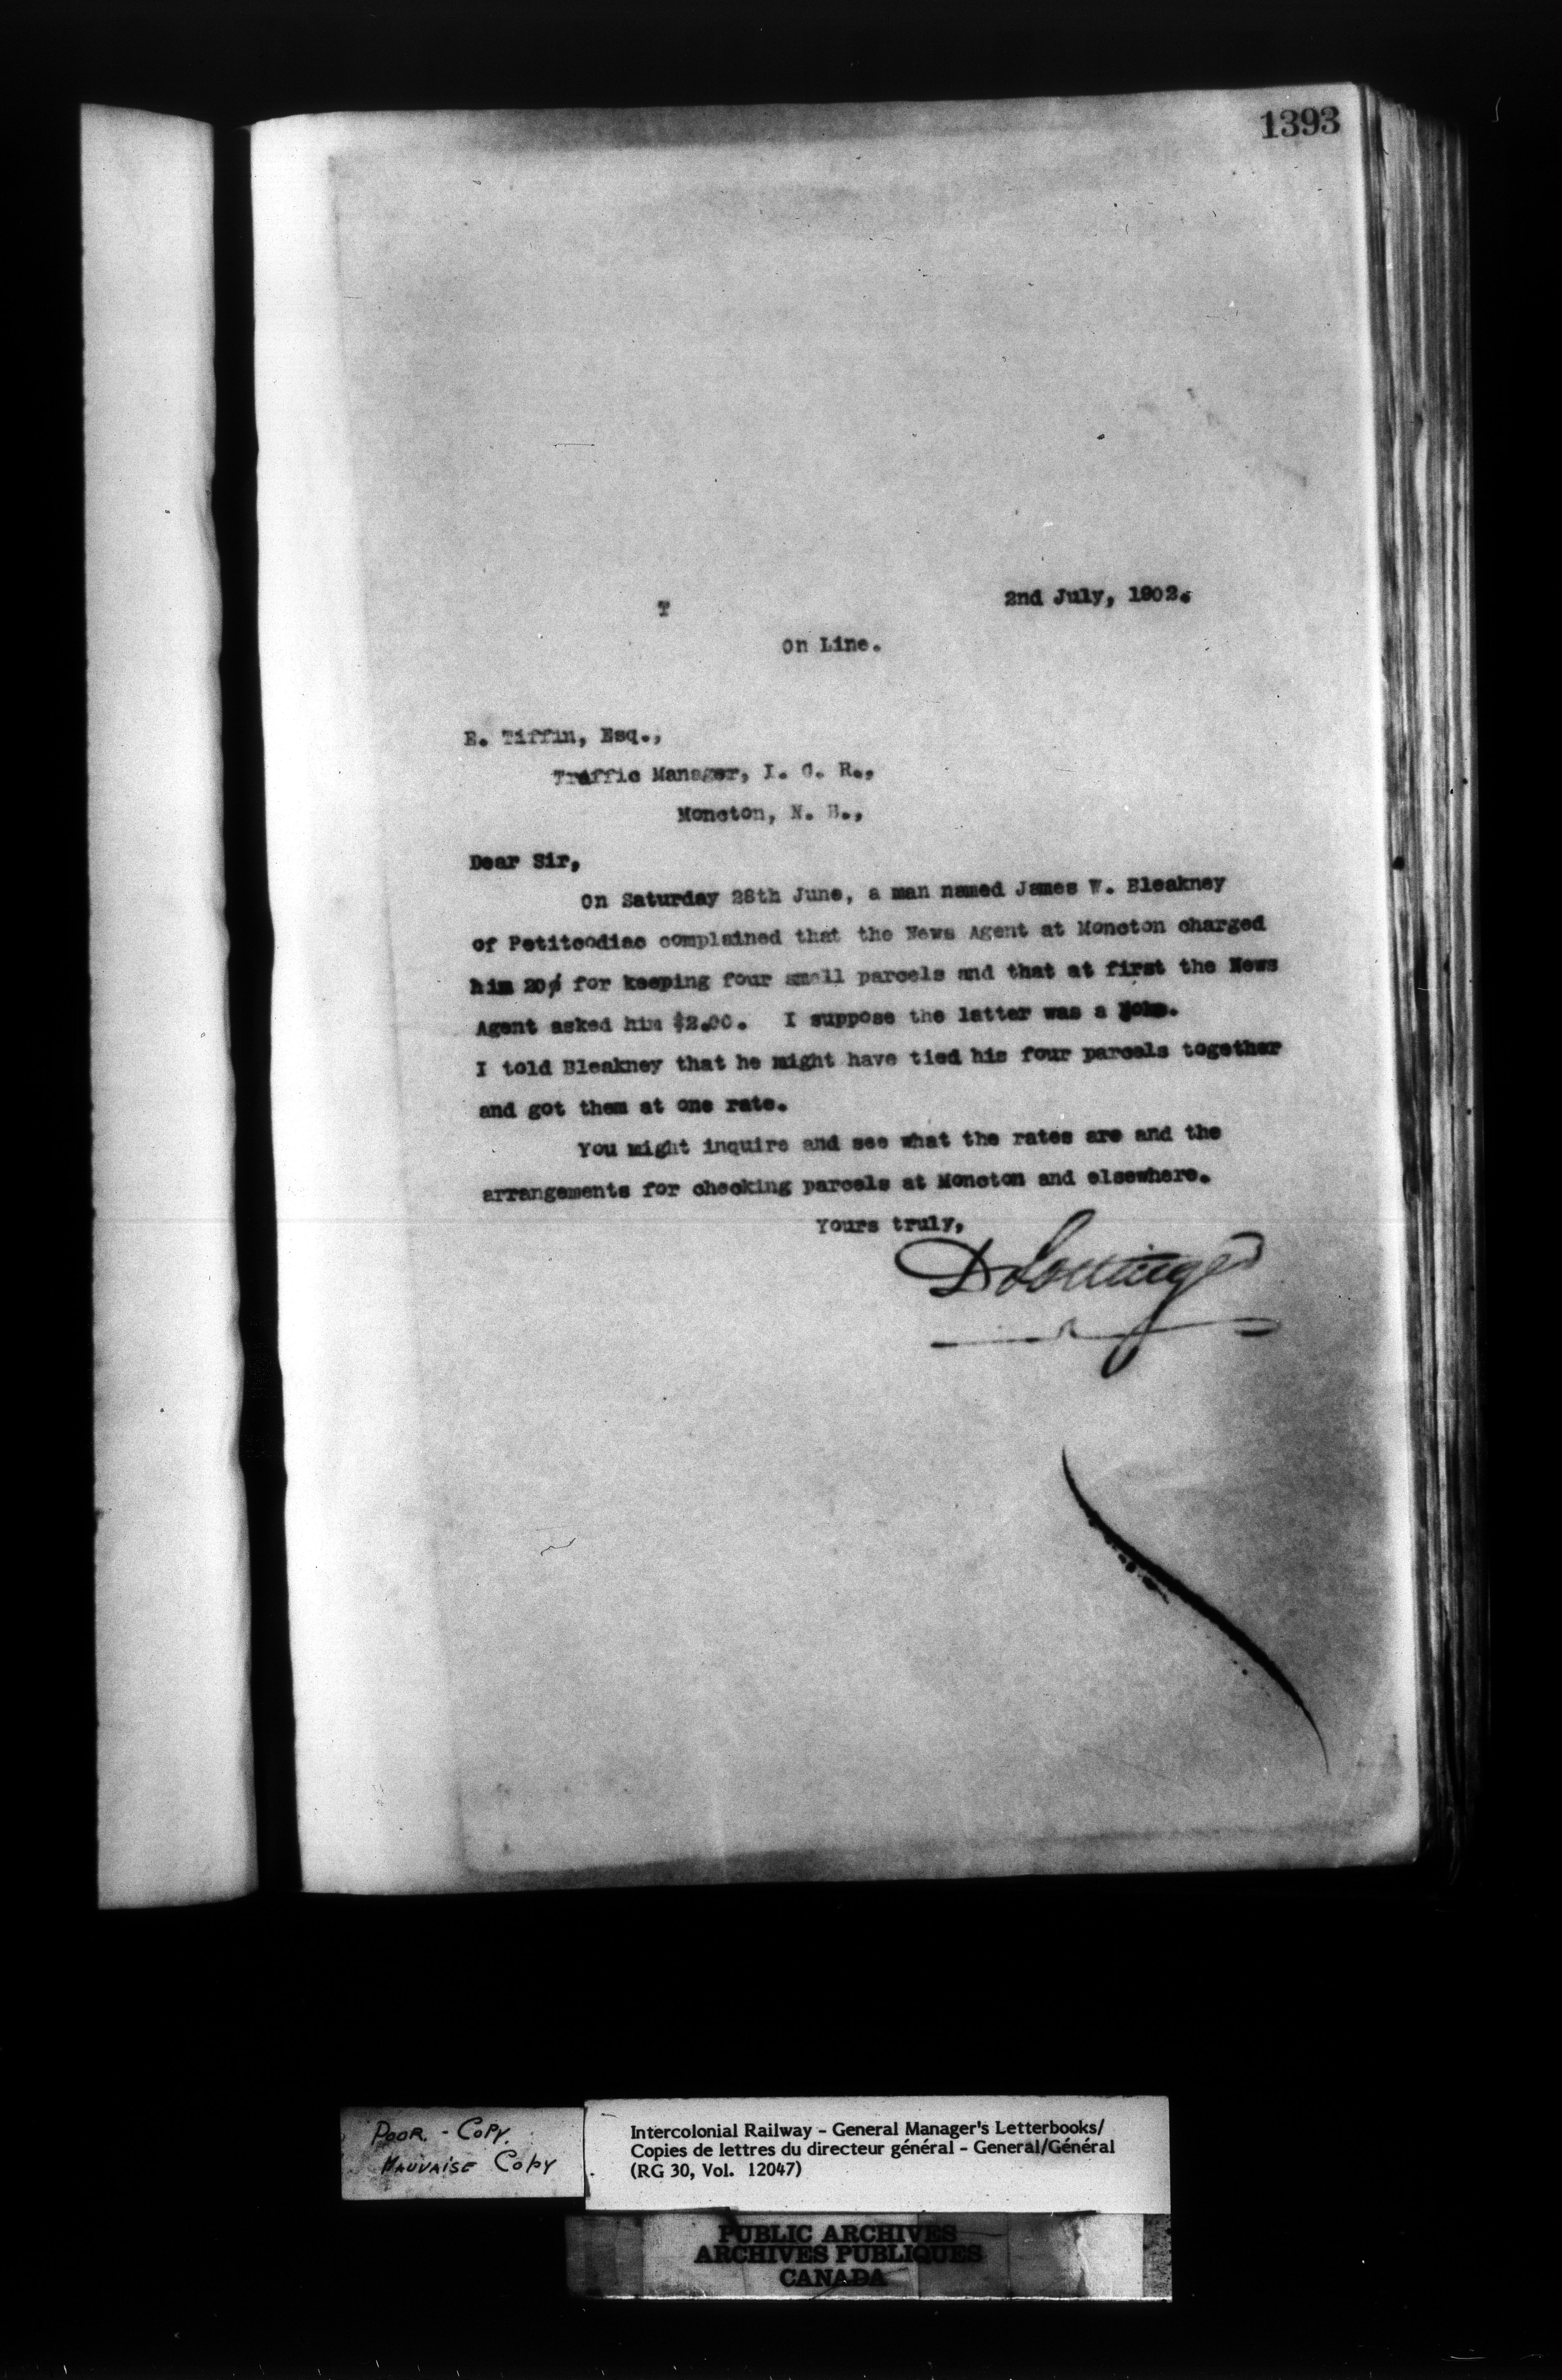 1393
T
2nd July, 1902.
On Line.
E. Tiffin, Esq.,
Traffic Manager, I. C. R.,
Moncton, N. B.,
Dear Sir,
On Saturday 28th June, a man named James W. Bleakney
of Petitcodiac complained that the News Agent at Moncton charged
him 20¢ for keeping four small parcels and that at first the News
Agent asked him $2.00. I suppose the latter was a joke.
I told Bleakney that he might have tied his four parcels together
and got them at one rate.
You might inquire and see what the rates are and the
arrangements for checking parcels at Moncton and elsewhere.
Yours truly,
D Pottinger
POOR - COPY.
MAUVAISE COPY
Intercolonial Railway - General Manager's Letterbooks/
Copies de lettres du directeur général - General/Général
(RG 30, Vol. 12047)
PUBLIC ARCHIVES
ARCHIVES PUBLIQUES
CANADA